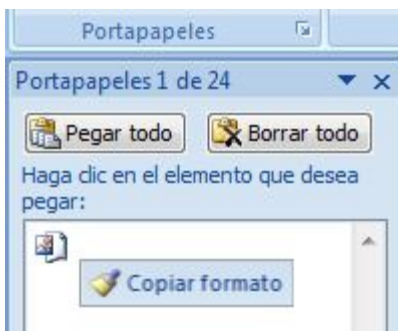 Portapapeles
Portapapeles 1 de 24
Pegar todo Borrar todo
Haga clic en el elemento que desea
pegar:
Copiar formato